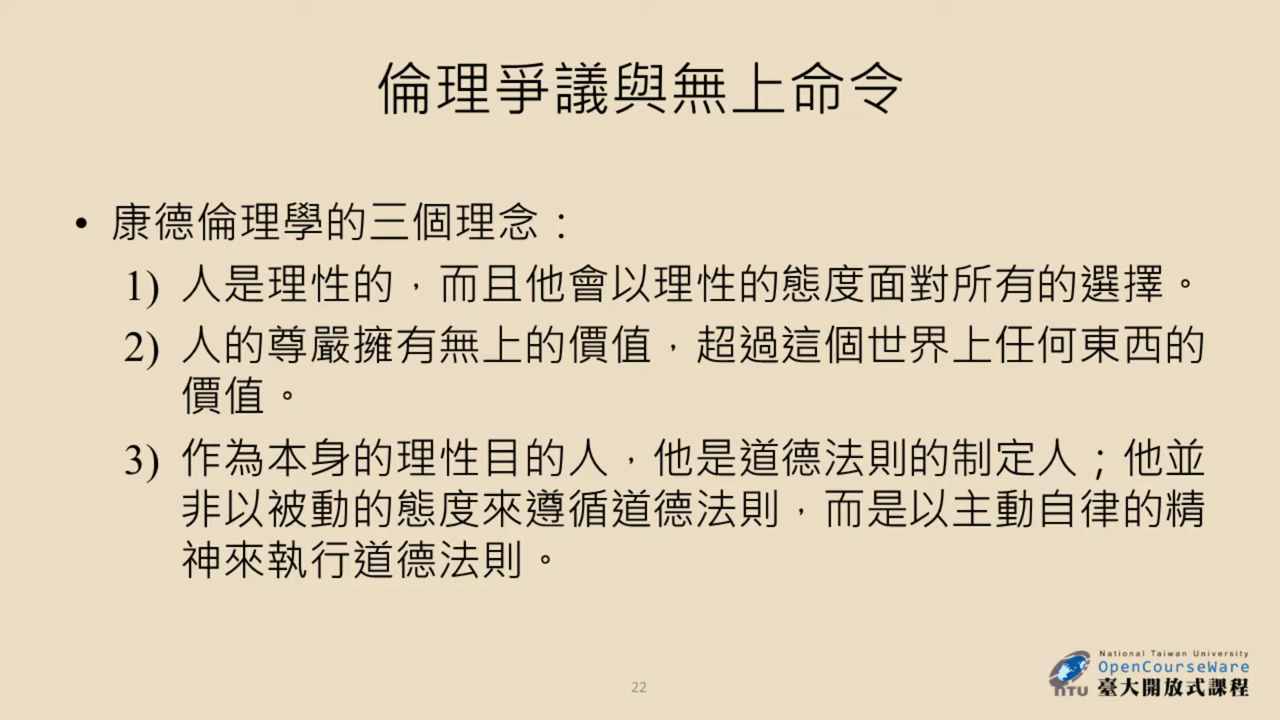 倫理爭議與無上命令
• 康德倫理學的三個理念：
1) 人是理性的，而且他會以理性的態度面對所有的選擇。
2) 人的尊嚴擁有無上的價值，超過這個世界上任何東西的
價值。
3) 作為本身的理性目的人，他是道德法則的制定人；他並
非以被動的態度來遵循道德法則，而是以主動自律的精
神來執行道德法則。
22
National Taiwan University
OpenCourseWare
NTU 臺大開放式課程